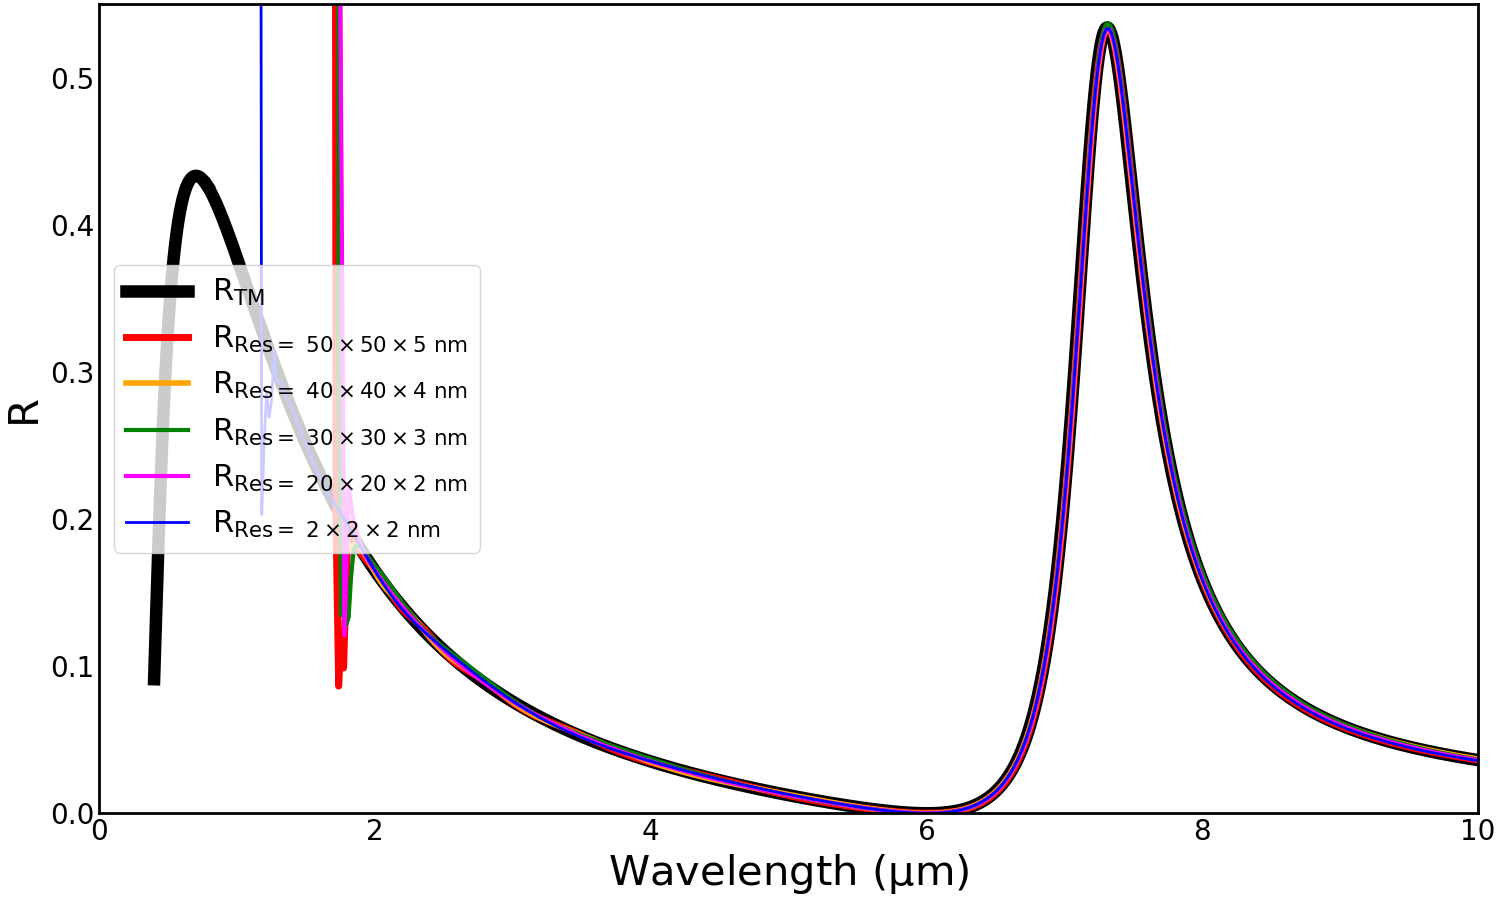 0.5
0.4
0.3
0.2
0.1
0.0
R
R_TM
R_Res= 50×50×5 nm
R_Res= 40×40×4 nm
R_Res= 30×30×3 nm
R_Res= 20×20×2 nm
R_Res= 2×2×2 nm
0 2 4 6 8 10
Wavelength (μm)